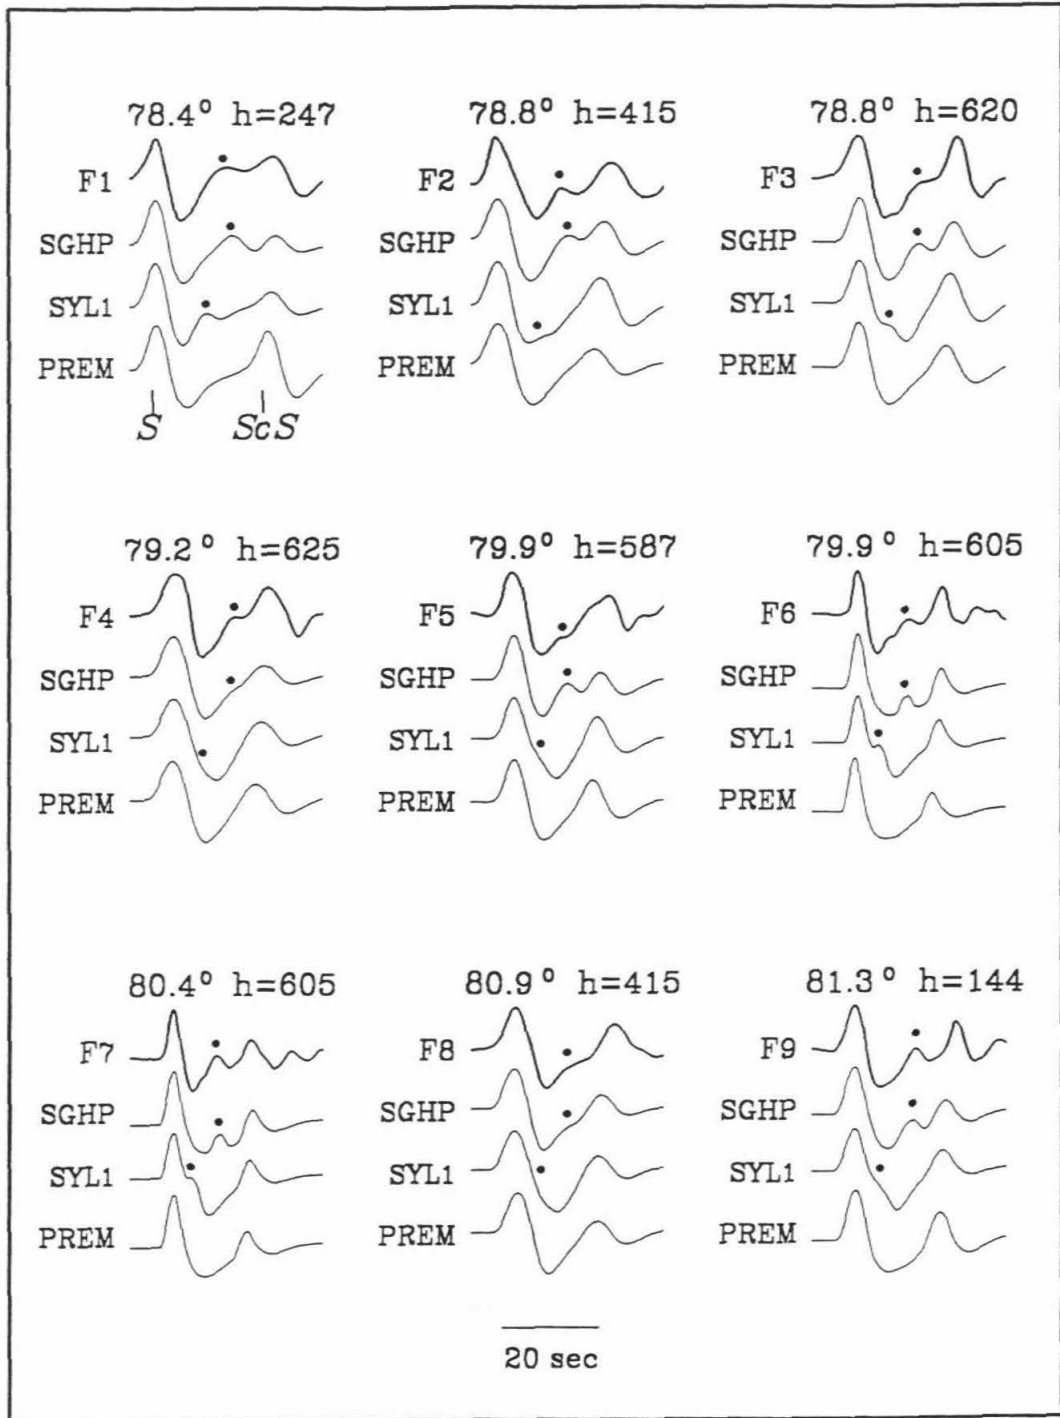 78.4° h=247
F1
SGHP
SYL1
PREM
S ScS
78.8° h=415
F2
SGHP
SYL1
PREM
78.8° h=620
F3
SGHP
SYL1
PREM
79.2° h=625
F4
SGHP
SYL1
PREM
79.9° h=587
F5
SGHP
SYL1
PREM
79.9° h=605
F6
SGHP
SYL1
PREM
80.4° h=605
F7
SGHP
SYL1
PREM
80.9° h=415
F8
SGHP
SYL1
PREM
81.3° h=144
F9
SGHP
SYL1
PREM
20 sec